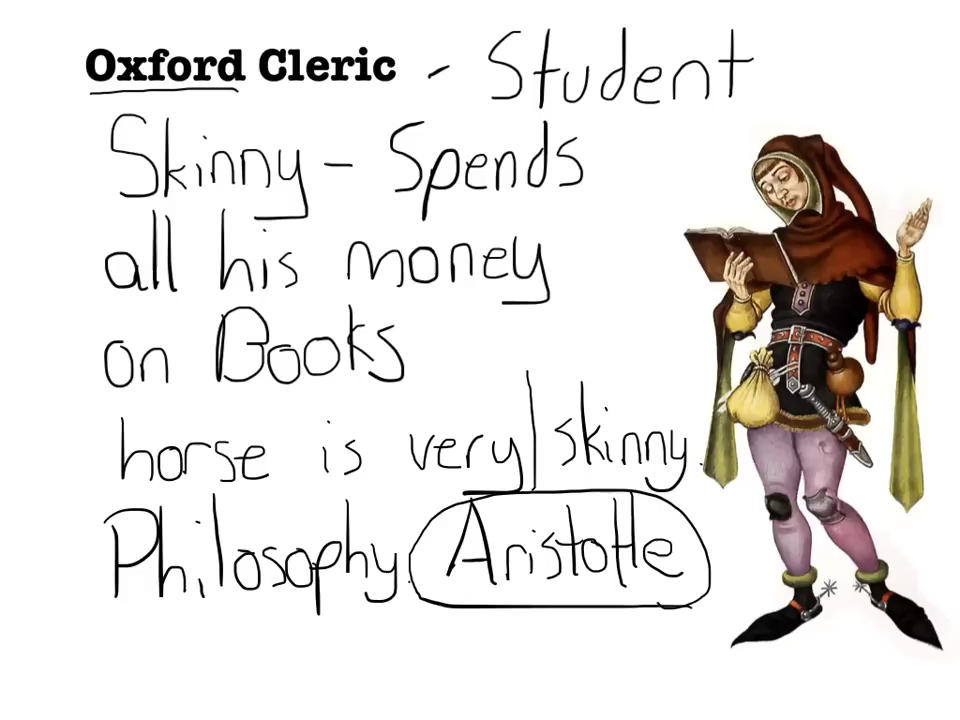 Oxford Cleric - Student
Skinny - Spends
all his money
on Books
horse is very skinny.
Philosophy. Aristotle